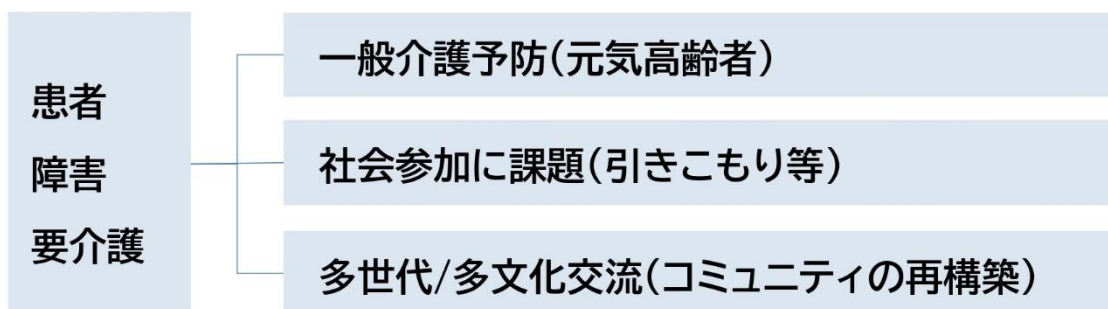 患者
障害
要介護
一般介護予防(元気高齢者)
社会参加に課題(引きこもり等)
多世代/多文化交流(コミュニティの再構築)